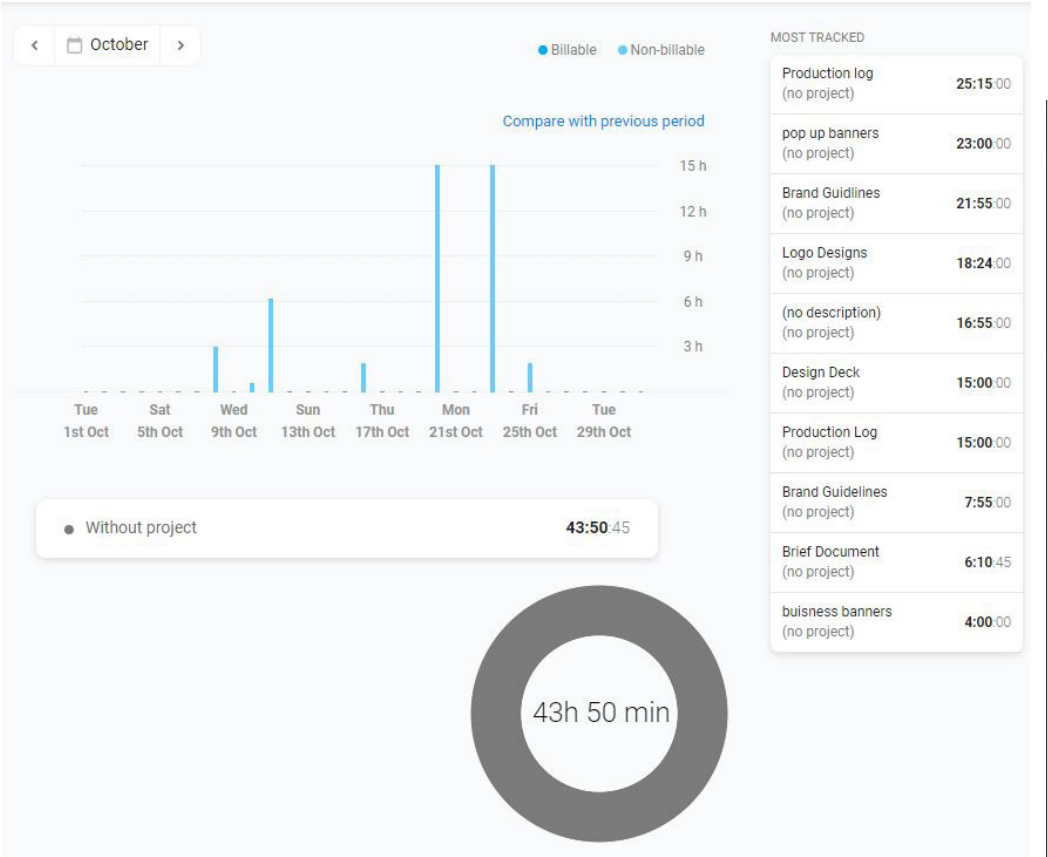 October
Billable
Non-billable
Compare with previous period
15 h
12 h
9 h
6 h
3 h
Tue Sat Wed Sun Thu Mon Fri Tue
1st Oct 5th Oct 9th Oct 13th Oct 17th Oct 21st Oct 25th Oct 29th Oct
Without project 43:50:45
43h 50 min
MOST TRACKED
Production log 25:15:00
(no project)
pop up banners 23:00:00
(no project)
Brand Guidlines 21:55:00
(no project)
Logo Designs 18:24:00
(no project)
(no description) 16:55:00
(no project)
Design Deck 15:00:00
(no project)
Production Log 15:00:00
(no project)
Brand Guidelines 7:55:00
(no project)
Brief Document 6:10:45
(no project)
buisness banners 4:00:00
(no project)